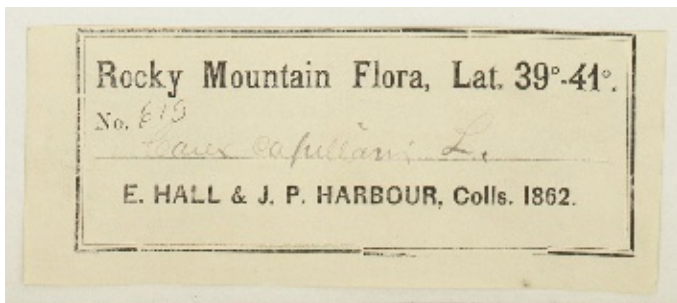 Rocky Mountain Flora, Lat. 39°-41°.
No. 619
Carex capillaris L.
E. HALL & J. P. HARBOUR, Colls. 1862.